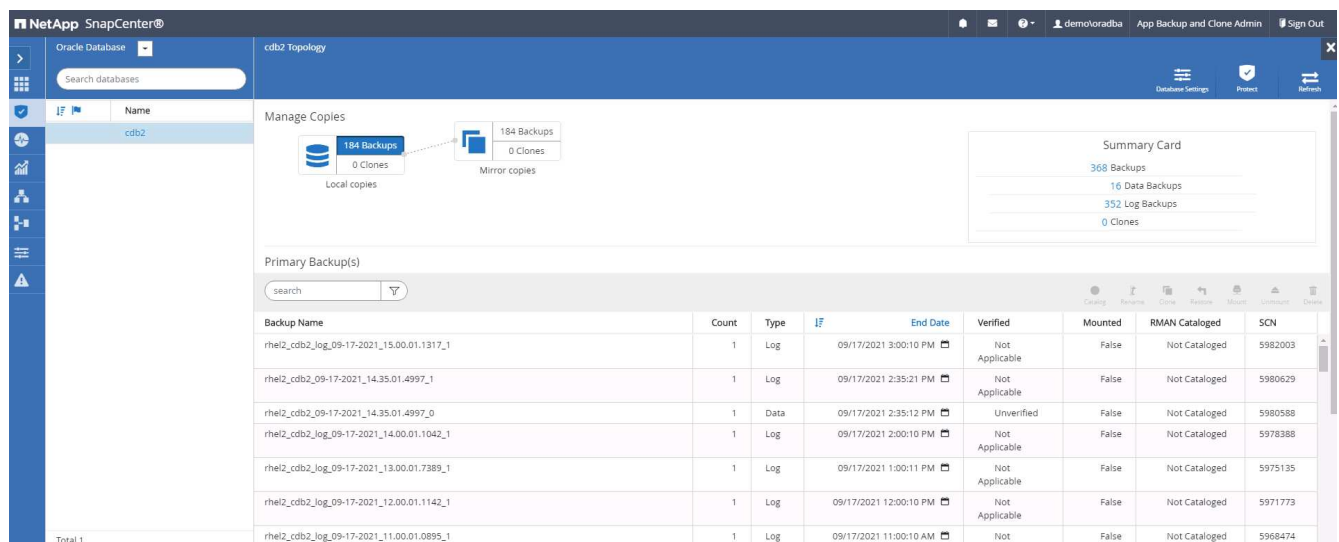 NetApp SnapCenter®
demo\oradba App Backup and Clone Admin Sign Out
Oracle Database
cdb2 Topology
Search databases
Database Settings Protect Refresh
Name
cdb2
Manage Copies
184 Backups
0 Clones
Local copies
184 Backups
0 Clones
Mirror copies
Summary Card
368 Backups
16 Data Backups
352 Log Backups
0 Clones
Primary Backup(s)
search
Catalog Rename Clone Restore Mount Unmount Delete
Backup Name Count Type End Date Verified Mounted RMAN Cataloged SCN
rhel2_cdb2_log_09-17-2021_15.00.01.1317_1 1 Log 09/17/2021 3:00:10 PM Not Applicable False Not Cataloged 5982003
rhel2_cdb2_09-17-2021_14.35.01.4997_1 1 Log 09/17/2021 2:35:21 PM Not Applicable False Not Cataloged 5980629
rhel2_cdb2_09-17-2021_14.35.01.4997_0 1 Data 09/17/2021 2:35:12 PM Unverified False Not Cataloged 5980588
rhel2_cdb2_log_09-17-2021_14.00.01.1042_1 1 Log 09/17/2021 2:00:10 PM Not Applicable False Not Cataloged 5978388
rhel2_cdb2_log_09-17-2021_13.00.01.7389_1 1 Log 09/17/2021 1:00:11 PM Not Applicable False Not Cataloged 5975135
rhel2_cdb2_log_09-17-2021_12.00.01.1142_1 1 Log 09/17/2021 12:00:10 PM Not Applicable False Not Cataloged 5971773
rhel2_cdb2_log_09-17-2021_11.00.01.0895_1 1 Log 09/17/2021 11:00:10 AM Not False Not Cataloged 5968474
Total 1